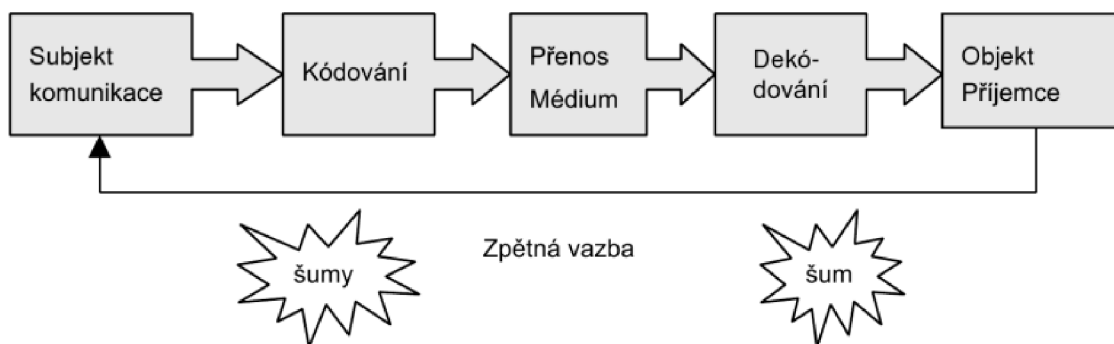 Subjekt
komunikace
Kódování
Přenos
Médium
Dekó-
dování
Objekt
Příjemce
Zpětná vazba
šumy
šum